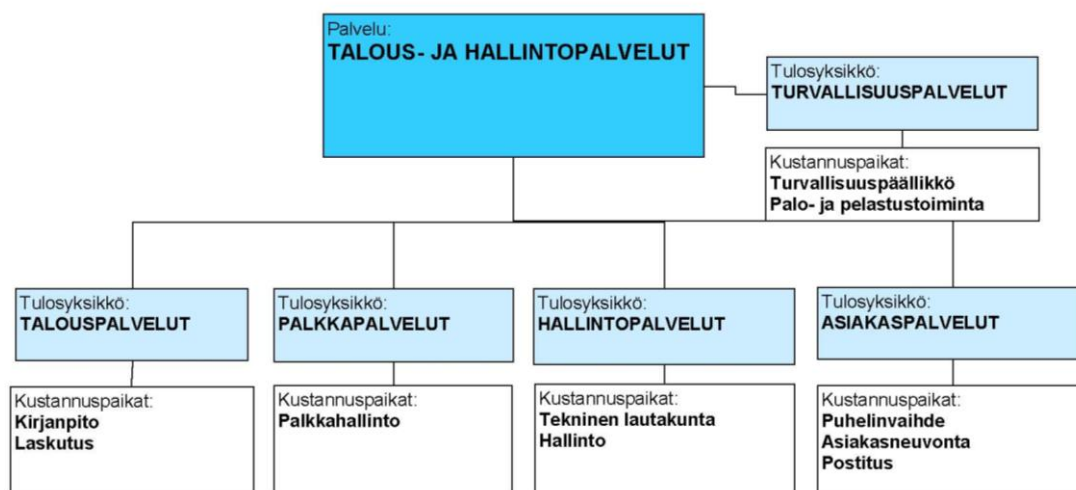 Palvelu:
TALOUS- JA HALLINTOPALVELUT
Tulosyksikkö:
TURVALLISUUSPALVELUT
Kustannuspaikat:
Turvallisuuspäällikkö
Palo- ja pelastustoiminta
Tulosyksikkö:
TALOUSPALVELUT
Kustannuspaikat:
Kirjanpito
Laskutus
Tulosyksikkö:
PALKKAPALVELUT
Kustannuspaikat:
Palkkahallinto
Tulosyksikkö:
HALLINTOPALVELUT
Kustannuspaikat:
Tekninen lautakunta
Hallinto
Tulosyksikkö:
ASIAKASPALVELUT
Kustannuspaikat:
Puhelinvaihde
Asiakasneuvonta
Postitus